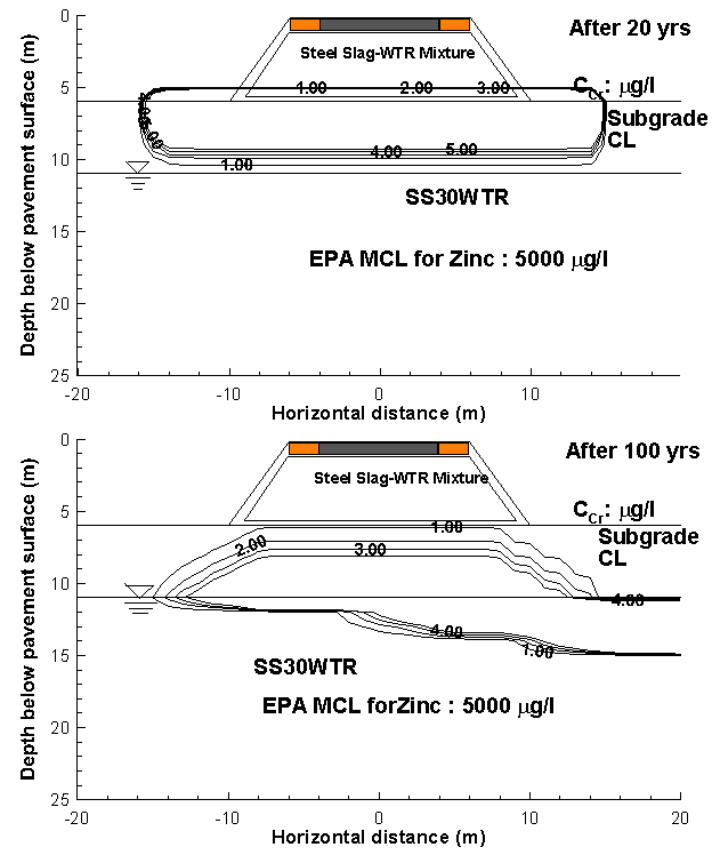 0
5
10
15
20
25
Depth below pavement surface (m)
After 20 yrs
Steel Slag-WTR Mixture
1.00
2.00
3.00
C_Cr: μg/l
Subgrade
CL
4.00
5.00
1.00
SS30WTR
EPA MCL for Zinc : 5000 μg/l
-20
-10
0
10
Horizontal distance (m)
0
5
10
15
20
25
Depth below pavement surface (m)
After 100 yrs
Steel Slag-WTR Mixture
C_Cr: μg/l
Subgrade
CL
1.00
2.00
3.00
4.00
4.00
1.00
SS30WTR
EPA MCL forZinc : 5000 μg/l
-20
-10
0
10
20
Horizontal distance (m)